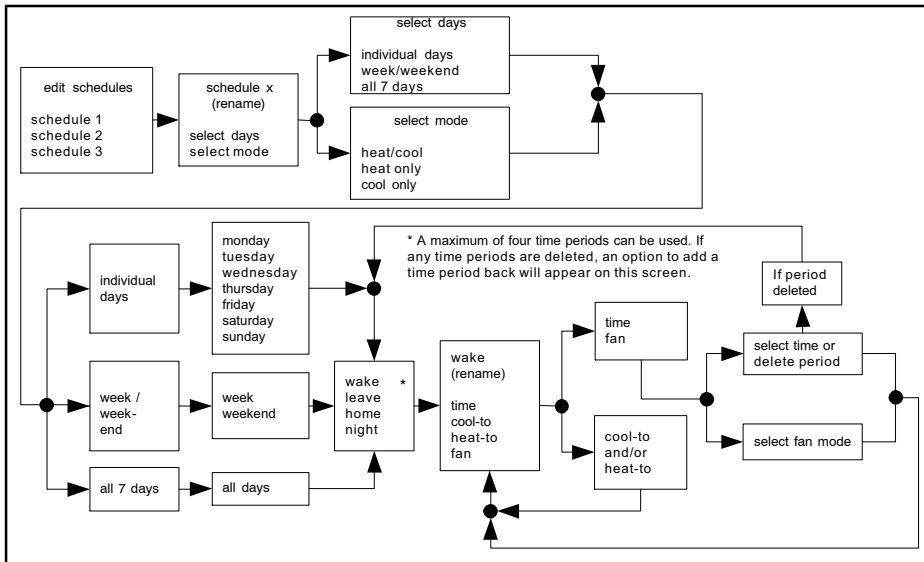 edit schedules
schedule 1
schedule 2
schedule 3
schedule x
(rename)
select days
select mode
select days
individual days
week/weekend
all 7 days
select mode
heat/cool
heat only
cool only
individual
days
monday
tuesday
wednesday
thursday
friday
saturday
sunday
* A maximum of four time periods can be used. If
any time periods are deleted, an option to add a
time period back will appear on this screen.
If period
deleted
week /
week-
end
week
weekend
all 7 days
all days
wake *
leave
home
night
wake
(rename)
time
cool-to
heat-to
fan
time
fan
cool-to
and/or
heat-to
select time or
delete period
select fan mode